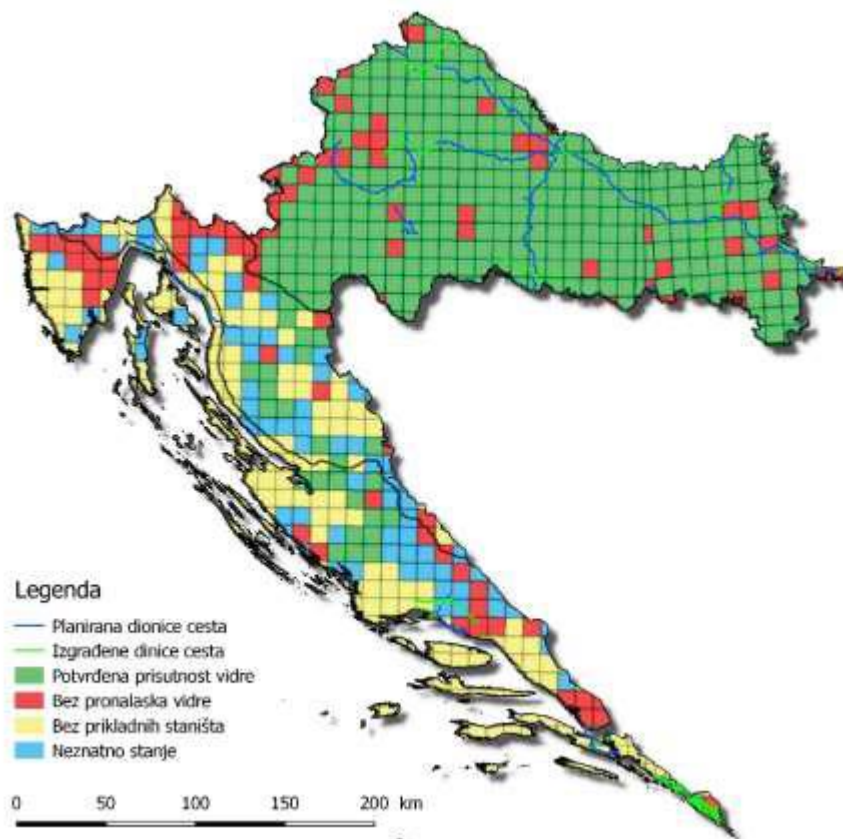 Legenda
Planirana dionice cesta
Izgrađene dinice cesta
Potvrđena prisutnost vidre
Bez pronalaska vidre
Bez prikladnih staništa
Neznatno stanje
0 50 100 150 200 km